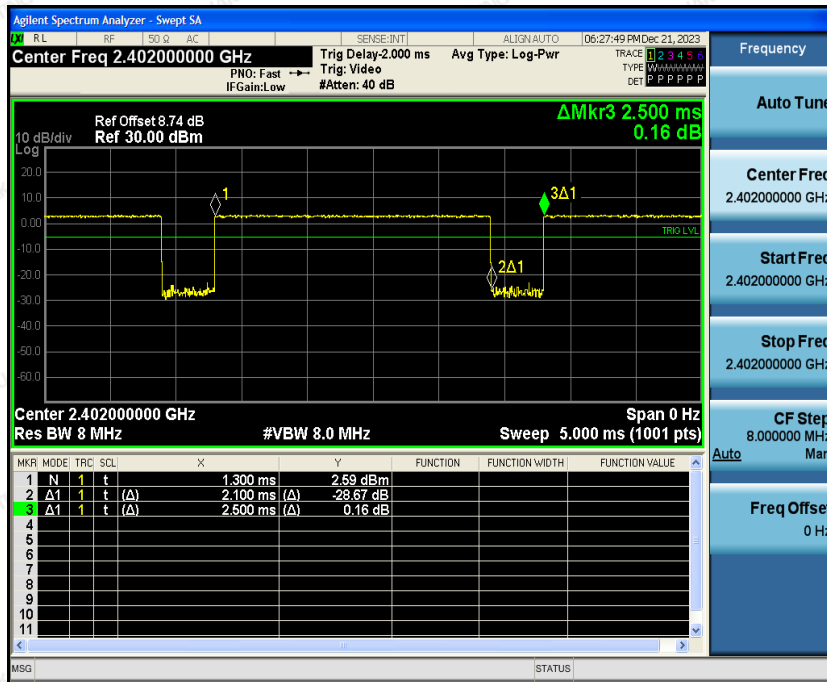 Agilent Spectrum Analyzer - Swept SA
LXI RL RF 50 Ω AC SENSE:INT ALIGN AUTO 06:27:49 PM Dec 21, 2023
Center Freq 2.402000000 GHz
PNO: Fast
IFGain:Low
Trig Delay-2.000 ms
Trig: Video
#Atten: 40 dB
Avg Type: Log-Pwr
TRACE 1 2 3 4 5 6
TYPE WWWWWW
DET P P P P P P
ΔMkr3 2.500 ms
0.16 dB
Ref Offset 8.74 dB
Ref 30.00 dBm
10 dB/div
Log
20.0
10.0
0.00
-10.0
-20.0
-30.0
-40.0
-50.0
-60.0
1
3Δ1
TRIG LVL
2Δ1
Center 2.402000000 GHz
Span 0 Hz
Res BW 8 MHz
#VBW 8.0 MHz
Sweep 5.000 ms (1001 pts)
MKR MODE TRC SCL X Y FUNCTION FUNCTION WIDTH FUNCTION VALUE
1 N 1 t 1.300 ms 2.59 dBm
2 Δ1 1 t (Δ) 2.100 ms (Δ) -28.67 dB
3 Δ1 1 t (Δ) 2.500 ms (Δ) 0.16 dB
4
5
6
7
8
9
10
11
MSG
STATUS
Frequency
Auto Tune
Center Freq
2.402000000 GHz
Start Freq
2.402000000 GHz
Stop Freq
2.402000000 GHz
CF Step
8.000000 MHz
Auto Man
Freq Offset
0 Hz